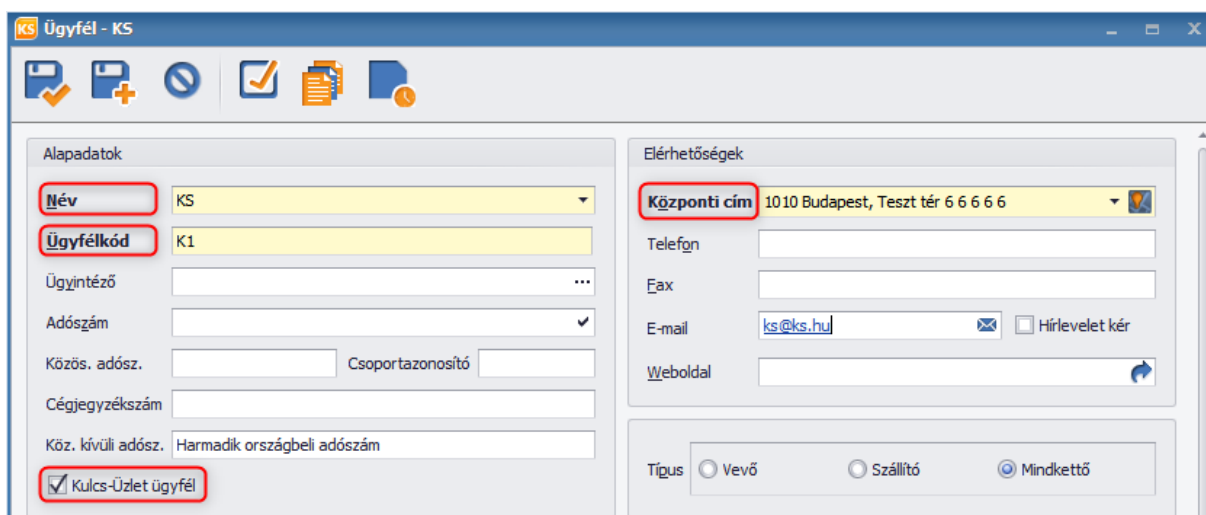 KS Ügyfél - KS
Alapadatok
Név KS
Ügyfélkód K1
Ügyintéző
Adószám
Közös. adósz. Csoportazonosító
Cégjegyzékszám
Köz. kívüli adósz. Harmadik országbeli adószám
Kulcs-Üzlet ügyfél
Elérhetőségek
Központi cím 1010 Budapest, Teszt tér 6 6 6 6 6
Telefon
Fax
E-mail ks@ks.hu Hírlevelet kér
Weboldal
Típus Vevő Szállító Mindkettő